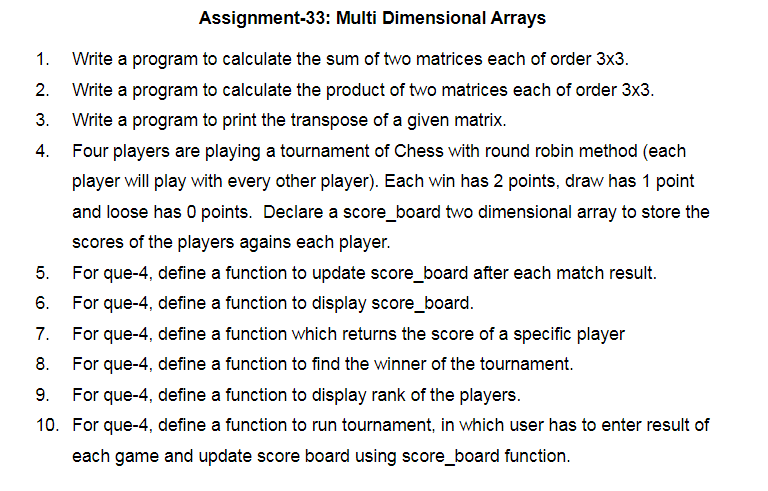 Assignment-33: Multi Dimensional Arrays
1. Write a program to calculate the sum of two matrices each of order 3x3.
2. Write a program to calculate the product of two matrices each of order 3x3.
3. Write a program to print the transpose of a given matrix.
4. Four players are playing a tournament of Chess with round robin method (each
player will play with every other player). Each win has 2 points, draw has 1 point
and loose has 0 points.  Declare a score_board two dimensional array to store the
scores of the players agains each player.
5. For que-4, define a function to update score_board after each match result.
6. For que-4, define a function to display score_board.
7. For que-4, define a function which returns the score of a specific player
8. For que-4, define a function to find the winner of the tournament.
9. For que-4, define a function to display rank of the players.
10. For que-4, define a function to run tournament, in which user has to enter result of
each game and update score board using score_board function.